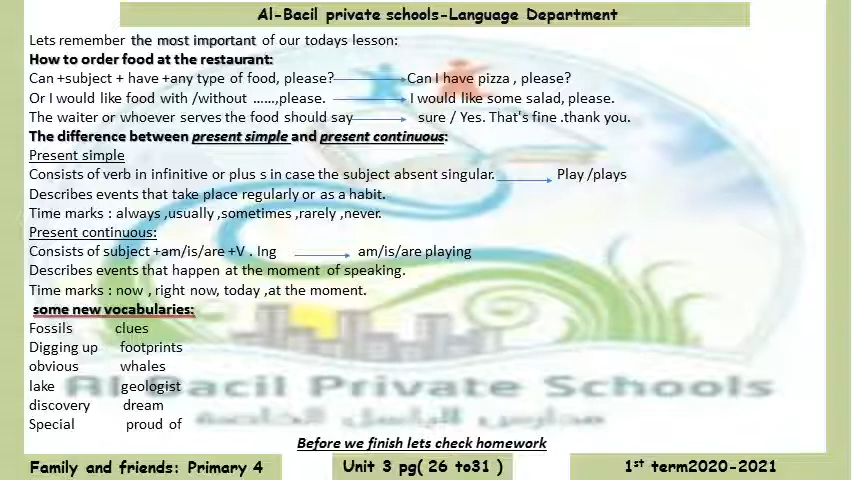 Al-Bacil private schools-Language Department
Lets remember the most important of our todays lesson:
How to order food at the restaurant:
Can +subject + have +any type of food, please? Can I have pizza , please?
Or I would like food with /without ......,please. I would like some salad, please.
The waiter or whoever serves the food should say sure / Yes. That's fine .thank you.
The difference between present simple and present continuous:
Present simple
Consists of verb in infinitive or plus s in case the subject absent singular. Play /plays
Describes events that take place regularly or as a habit.
Time marks : always ,usually ,sometimes ,rarely ,never.
Present continuous:
Consists of subject +am/is/are +V . Ing am/is/are playing
Describes events that happen at the moment of speaking.
Time marks : now , right now, today ,at the moment.
some new vocabularies:
Fossils clues
Digging up footprints
obvious whales
lake geologist
discovery dream
Special proud of
Al-Bacil Private Schools
مدارس الباسل الخاصة
Before we finish lets check homework
Family and friends: Primary 4
Unit 3 pg( 26 to31 )
1st term2020-2021